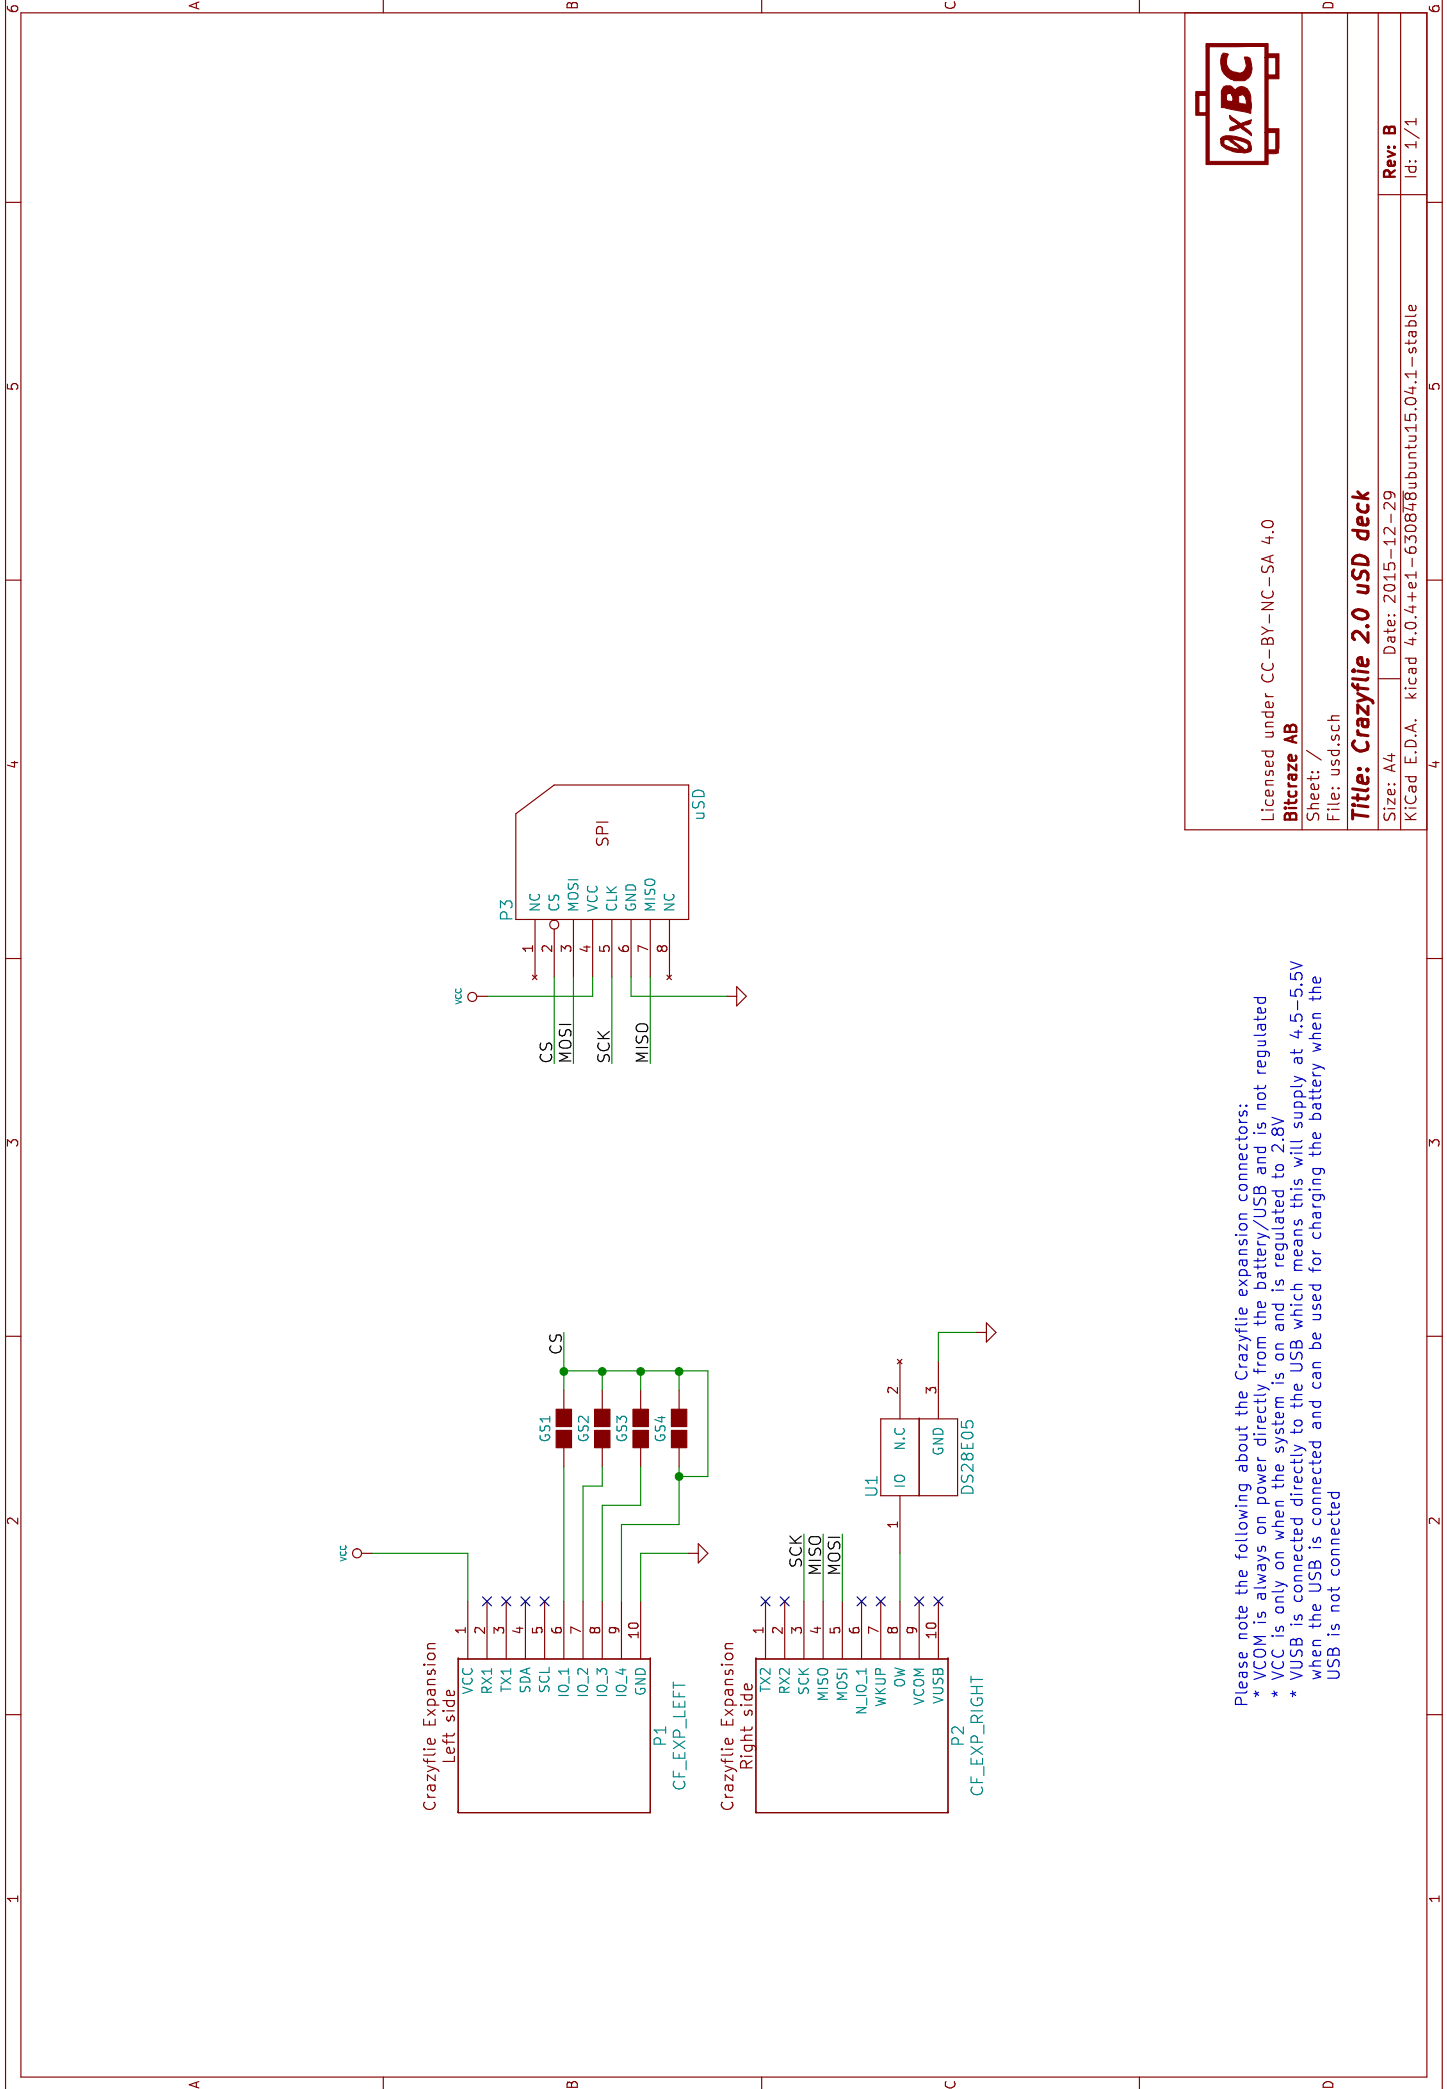 1
2
3
4
5
6
A
B
C
D
VCC
Crazyflie Expansion
Left side
VCC 1
RX1 2
TX1 3
SDA 4
SCL 5
IO_1 6
IO_2 7
IO_3 8
IO_4 9
GND 10
P1
CF_EXP_LEFT
GS1
GS2
GS3
GS4
CS
Crazyflie Expansion
Right side
TX2 1
RX2 2
SCK 3
MISO 4
MOSI 5
N_IO_1 6
WKUP 7
OW 8
VCOM 9
VUSB 10
P2
CF_EXP_RIGHT
SCK
MISO
MOSI
U1
1 IO N.C 2
GND 3
DS28E05
VCC
CS
MOSI
SCK
MISO
P3
1 NC
2 CS
3 MOSI
4 VCC
5 CLK
6 GND
7 MISO
8 NC
SPI
uSD
Please note the following about the Crazyflie expansion connectors:
* VCOM is always on power directly from the battery/USB and is not regulated
* VCC is only on when the system is on and is regulated to 2.8V
* VUSB is connected directly to the USB which means this will supply at 4.5-5.5V
when the USB is connected and can be used for charging the battery when the
USB is not connected
0xBC
Licensed under CC-BY-NC-SA 4.0
Bitcraze AB
Sheet: /
File: usd.sch
Title: Crazyflie 2.0 uSD deck
Size: A4 Date: 2015-12-29 Rev: B
KiCad E.D.A. kicad 4.0.4+e1-6308~48~ubuntu15.04.1-stable Id: 1/1
1
2
3
4
5
6
A
B
C
D